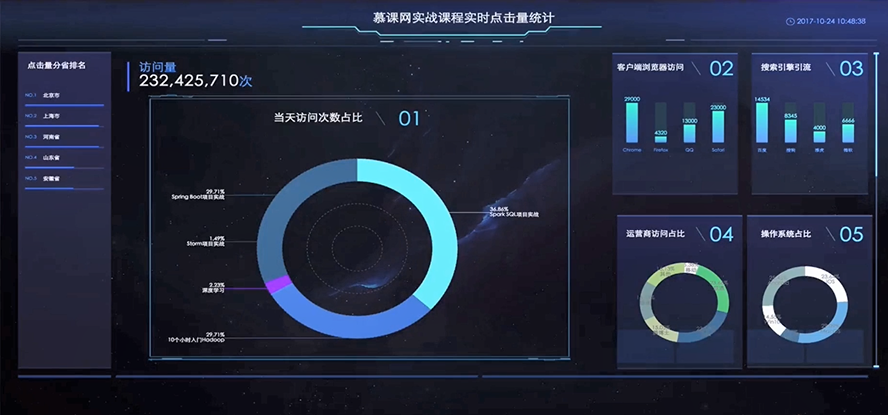 慕课网实战课程实时点击量统计
2017-10-24 10:48:38
点击量分省排名
NO.1 北京市
NO.2 上海市
NO.3 河南省
NO.4 山东省
NO.5 安徽省
访问量
232,425,710次
当天访问次数占比 01
29.71%
Spring Boot项目实战
36.86%
Spark SQL项目实战
1.49%
Storm项目实战
2.23%
深度学习
29.71%
10个小时入门Hadoop
客户端浏览器访问 02
29000
4320
13000
23000
Chrome
Firefox
QQ
Safari
搜索引擎引流 03
14534
8345
4000
6666
百度
搜狗
运营商访问占比 04
操作系统占比 05